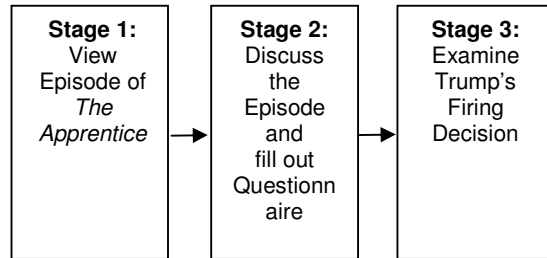 Stage 1:
View
Episode of
The
Apprentice
Stage 2:
Discuss
the
Episode
and
fill out
Questionn
aire
Stage 3:
Examine
Trump's
Firing
Decision